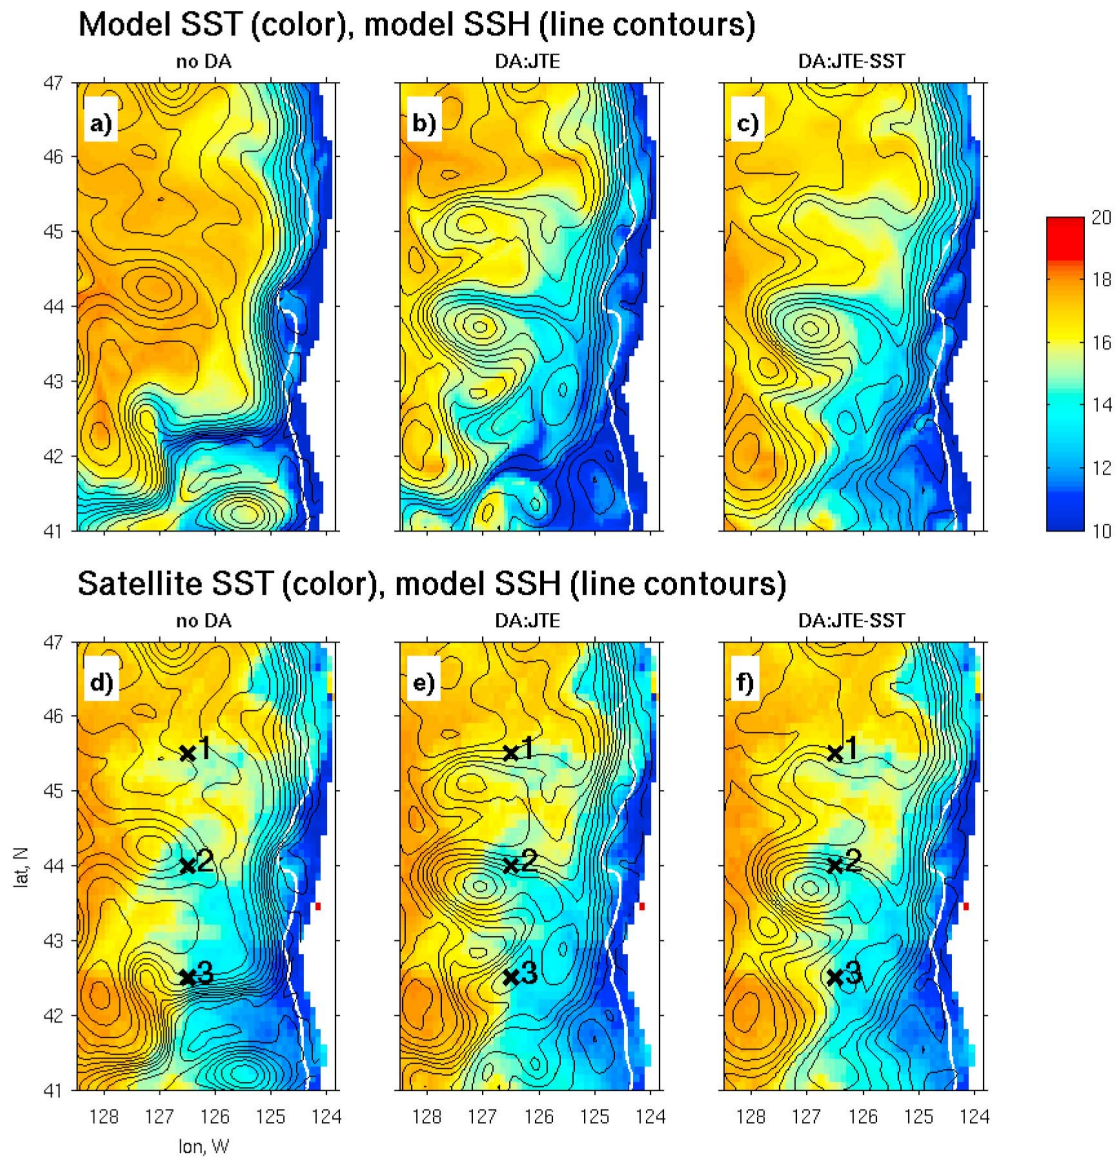 Model SST (color), model SSH (line contours)
no DA
DA:JTE
DA:JTE-SST
47
46
45
44
43
42
41
a)
b)
c)
20
18
16
14
12
10
Satellite SST (color), model SSH (line contours)
no DA
DA:JTE
DA:JTE-SST
47
46
45
44
43
42
41
lat, N
d)
e)
f)
1
2
3
1
2
3
1
2
3
128 127 126 125 124
128 127 126 125 124
128 127 126 125 124
lon, W